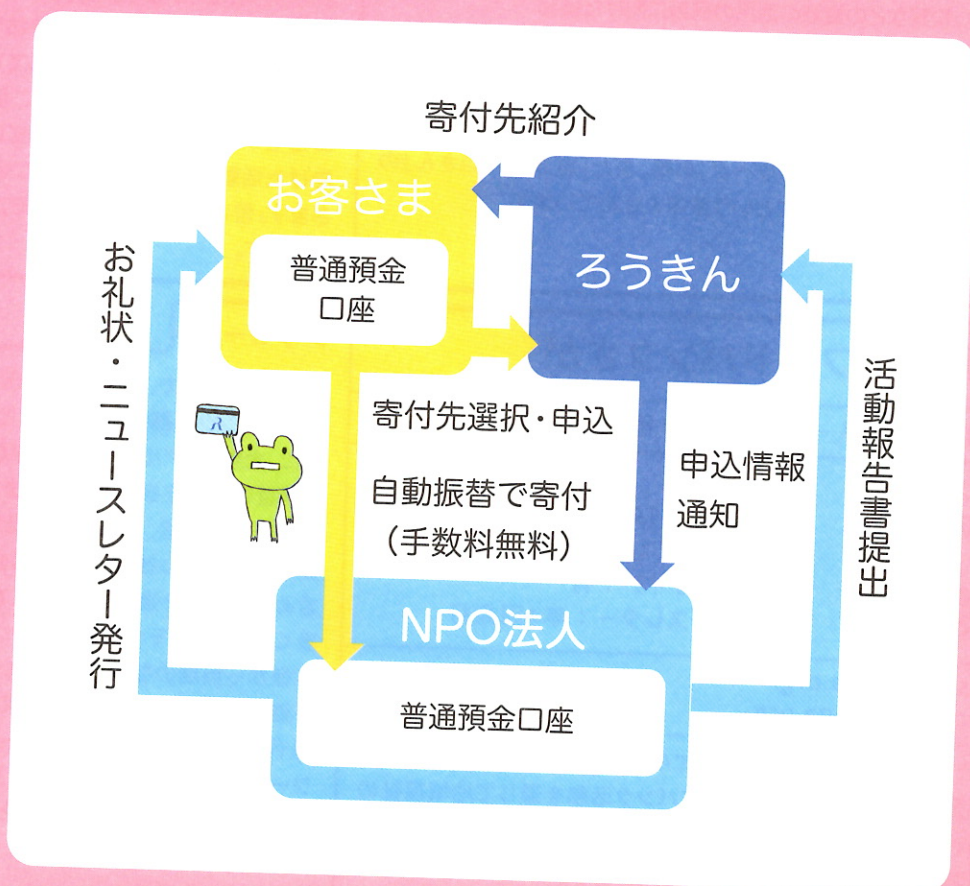 寄付先紹介
お客さま
普通預金
口座
ろうきん
お礼状・ニュースレター発行
寄付先選択・申込
自動振替で寄付
（手数料無料）
申込情報
通知
活動報告書提出
NPO法人
普通預金口座